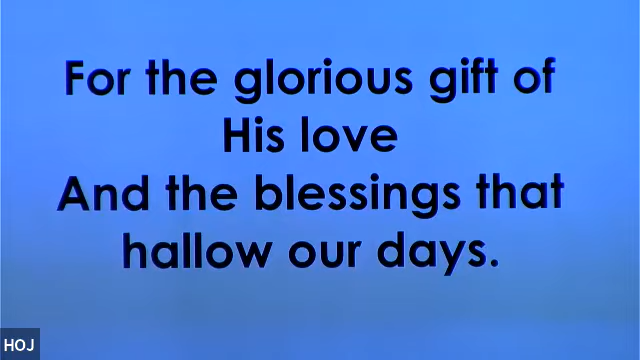 For the glorious gift of
His love
And the blessings that
hallow our days.
HOJ